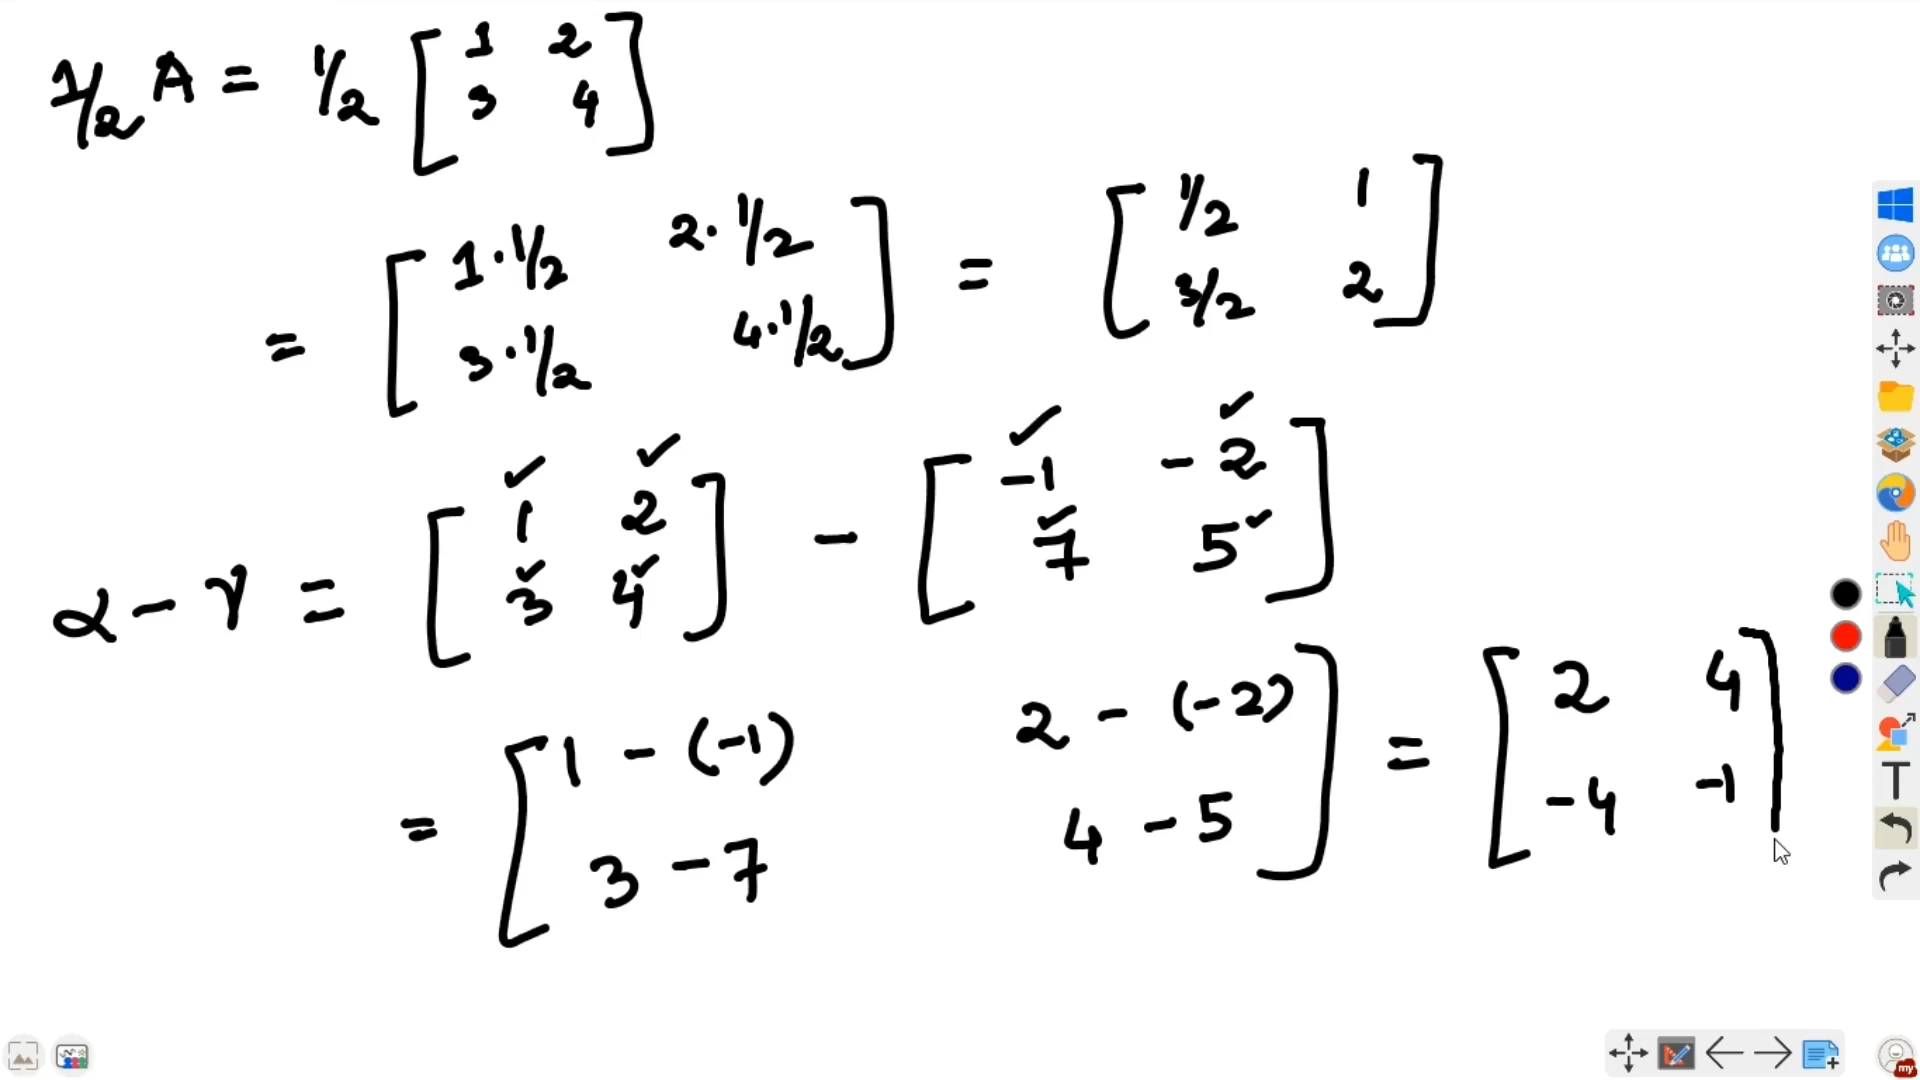 1/2 A = 1/2 [ 1 2
3 4 ]
= [ 1·1/2 2·1/2
3·1/2 4·1/2 ] = [ 1/2 1
3/2 2 ]
α - γ = [ 1 2
3 4 ] - [ -1 -2
7 5 ]
= [ 1 - (-1) 2 - (-2)
3 - 7 4 - 5 ] = [ 2 4
-4 -1 ]
T
my